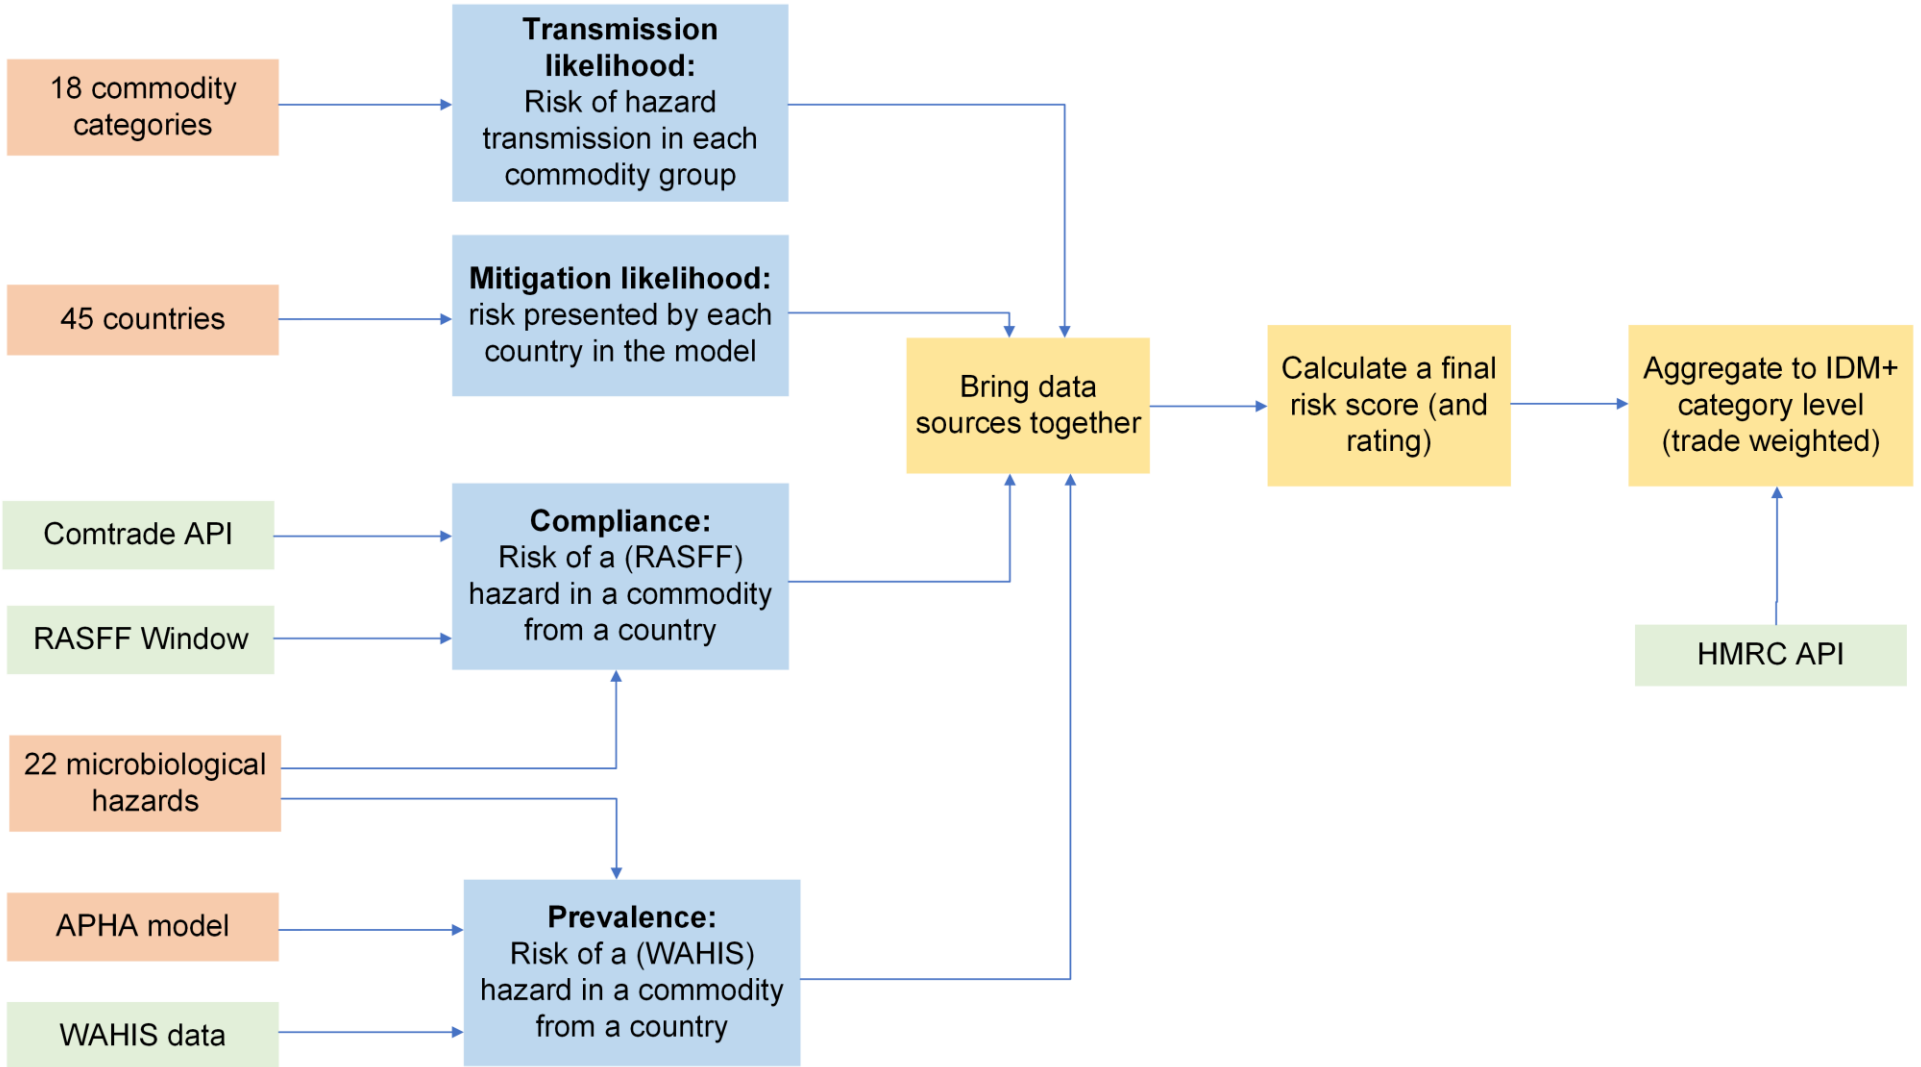 18 commodity
categories
Transmission
likelihood:
Risk of hazard
transmission in each
commodity group
45 countries
Mitigation likelihood:
risk presented by each
country in the model
Comtrade API
RASFF Window
Compliance:
Risk of a (RASFF)
hazard in a commodity
from a country
22 microbiological
hazards
APHA model
WAHIS data
Prevalence:
Risk of a (WAHIS)
hazard in a commodity
from a country
Bring data
sources together
Calculate a final
risk score (and
rating)
Aggregate to IDM+
category level
(trade weighted)
HMRC API